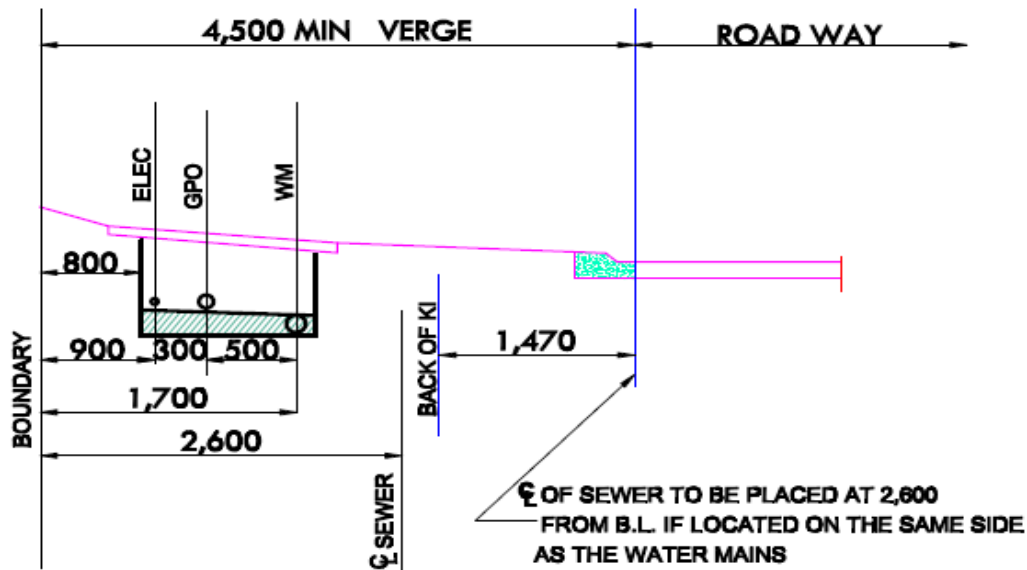 4,500 MIN VERGE
ROAD WAY
ELEC
GPO
WM
800
900
300
500
1,700
2,600
BOUNDARY
BACK OF KI
1,470
℄ SEWER
℄ OF SEWER TO BE PLACED AT 2,600
FROM B.L. IF LOCATED ON THE SAME SIDE
AS THE WATER MAINS